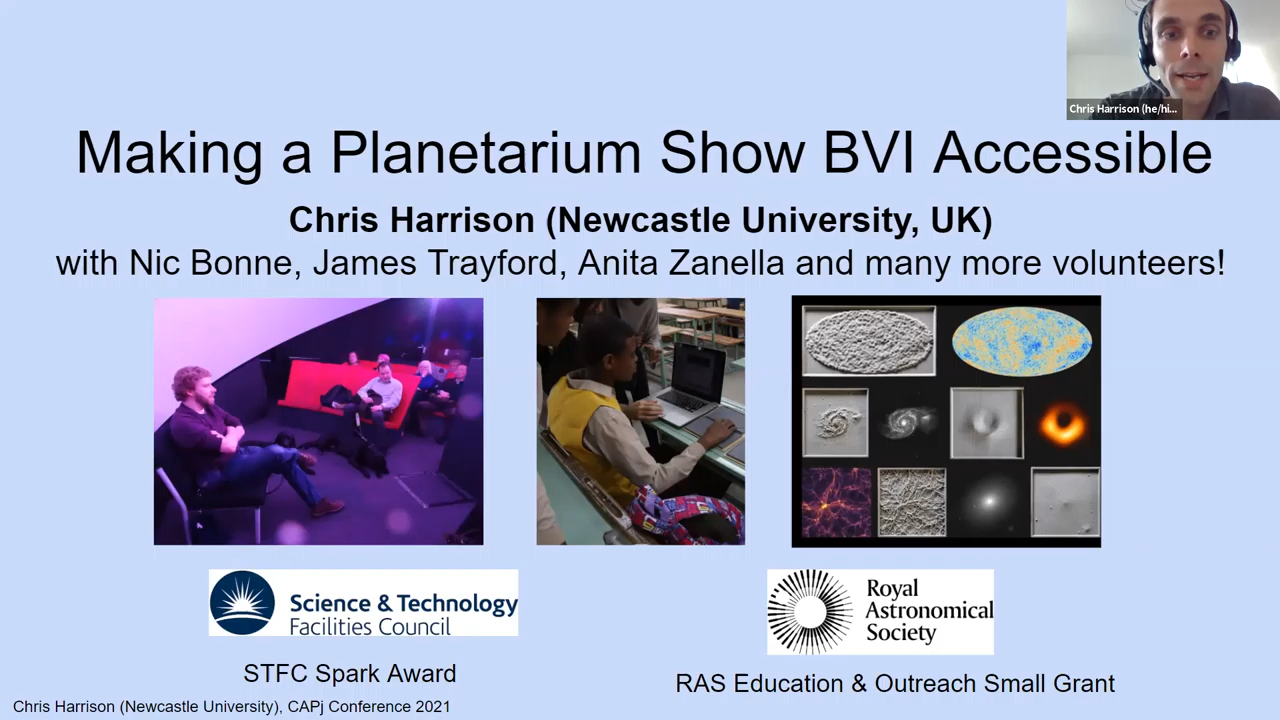 Chris Harrison (he/hi...
Making a Planetarium Show BVI Accessible
Chris Harrison (Newcastle University, UK)
with Nic Bonne, James Trayford, Anita Zanella and many more volunteers!
Science & Technology
Facilities Council
Royal
Astronomical
Society
STFC Spark Award
RAS Education & Outreach Small Grant
Chris Harrison (Newcastle University), CAPj Conference 2021